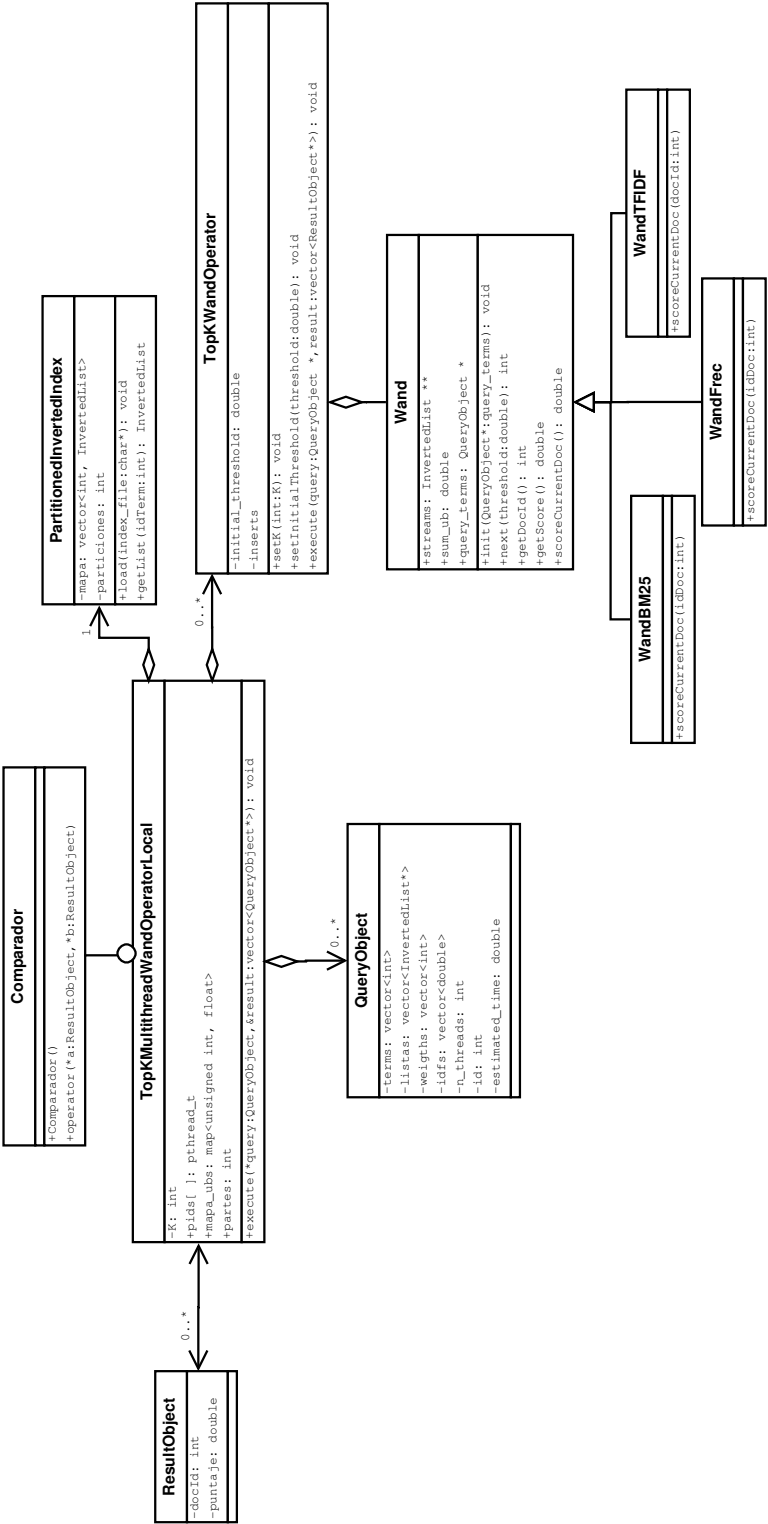 Comparador
+Comparador()
+operator(*a:ResultObject,*b:ResultObject)
PartitionedInvertedIndex
-mapa: vector<int, InvertedList>
-particiones: int
+load(index_file:char*): void
+getList(idTerm:int): InvertedList
1
ResultObject
-docId: int
-puntaje: double
0..*
TopKMultithreadWandOperatorLocal
-K: int
+pids[ ]: pthread_t
+mapa_ubs: map<unsigned int, float>
+partes: int
+execute(*query:QueryObject,&result:vector<QueryObject*>): void
0..*
TopKWandOperator
-initial_threshold: double
-inserts
+setK(int:K): void
+setInitialThreshold(threshold:double): void
+execute(query:QueryObject *,result:vector<ResultObject*>): void
0..*
QueryObject
-terms: vector<int>
-listas: vector<InvertedList*>
-weigths: vector<int>
-idfs: vector<double>
-n_threads: int
-id: int
-estimated_time: double
Wand
+streams: InvertedList **
+sum_ub: double
+query_terms: QueryObject *
+init(QueryObject*:query_terms): void
+next(threshold:double): int
+getDocId(): int
+getScore(): double
+scoreCurrentDoc(): double
WandBM25
+scoreCurrentDoc(idDoc:int)
WandFrec
+scoreCurrentDoc(idDoc:int)
WandTFIDF
+scoreCurrentDoc(docId:int)